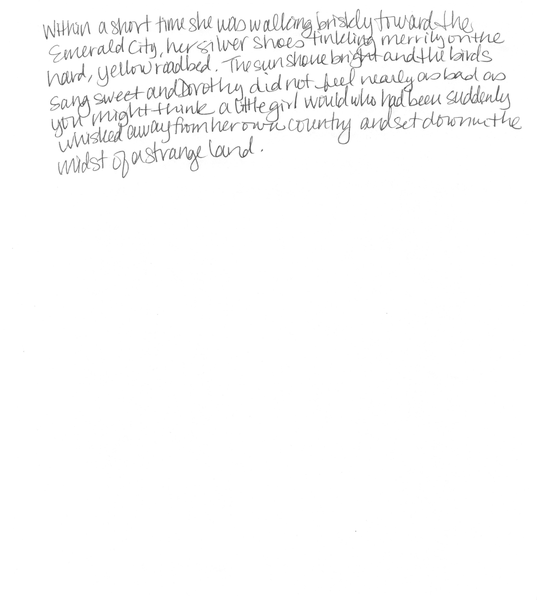 Within a short time she was walking briskly toward the
Emerald City, her silver shoes tinkling merrily on the
hard, yellow roadbed. The sun shone bright and the birds
sang sweet and Dorothy did not feel nearly as bad as
you might think a little girl would who had been suddenly
whisked away from her own country and set down in the
midst of a strange land.